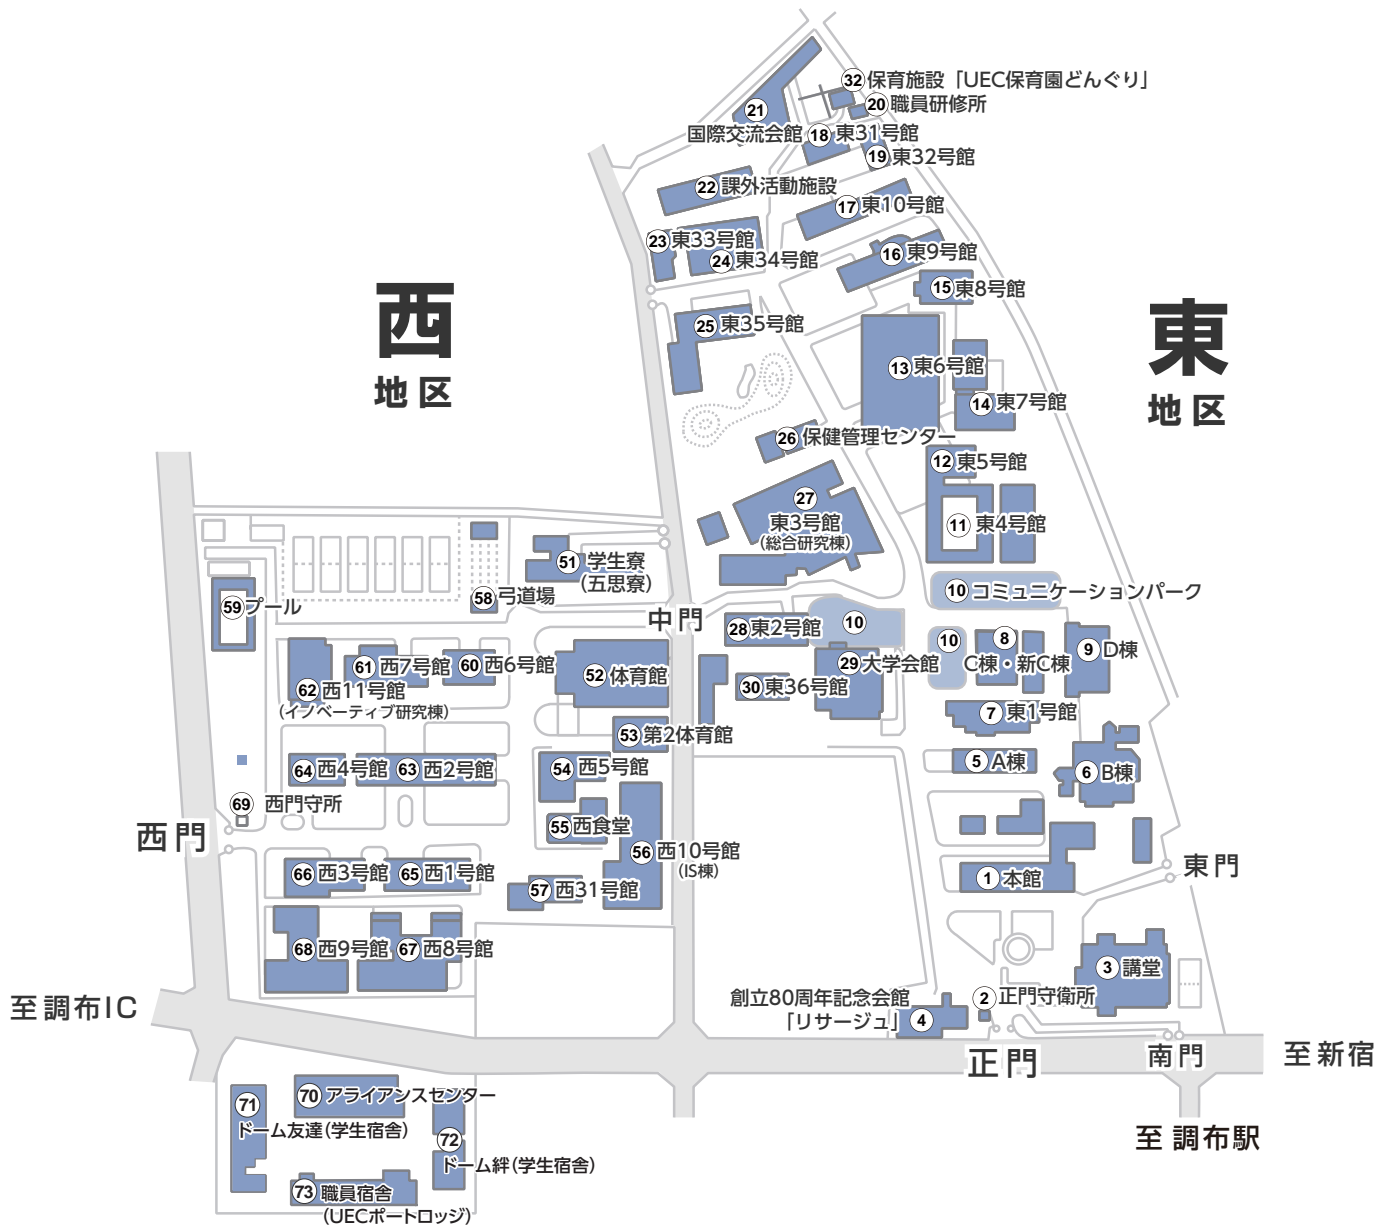 32 保育施設「UEC保育園どんぐり」
20 職員研修所
21
国際交流会館
18 東31号館
19 東32号館
22 課外活動施設
17 東10号館
23 東33号館
24 東34号館
16 東9号館
15 東8号館
西
地区
東
地区
25 東35号館
13 東6号館
14 東7号館
26 保健管理センター
12 東5号館
27
東3号館
(総合研究棟)
11 東4号館
51 学生寮
(五思寮)
58 弓道場
59 プール
10 コミュニケーションパーク
中門
28 東2号館
10
10
8
C棟・新C棟
9 D棟
29 大学会館
61 西7号館
60 西6号館
52 体育館
62 西11号館
(イノベーティブ研究棟)
30 東36号館
7 東1号館
53 第2体育館
64 西4号館
63 西2号館
54 西5号館
5 A棟
6 B棟
69 西門守所
西門
55 西食堂
56 西10号館
(IS棟)
66 西3号館
65 西1号館
57 西31号館
1 本館
東門
68 西9号館
67 西8号館
3 講堂
至調布IC
創立80周年記念会館
「リサージュ」
4
2 正門守衛所
正門
南門
至新宿
至調布駅
71
ドーム友達(学生宿舎)
70 アライアンスセンター
72
ドーム絆(学生宿舎)
73 職員宿舎
(UECポートロッジ)